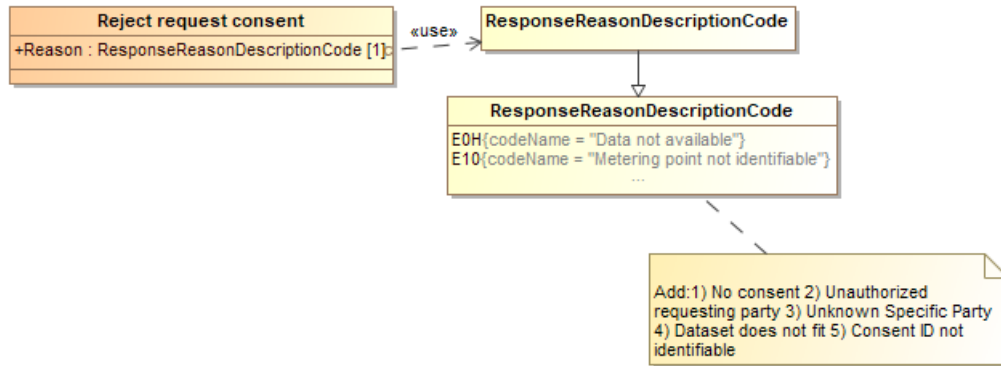 Reject request consent
+Reason : ResponseReasonDescriptionCode [1]
«use»
ResponseReasonDescriptionCode
ResponseReasonDescriptionCode
E0H{codeName = "Data not available"}
E10{codeName = "Metering point not identifiable"}
...
Add:1) No consent 2) Unauthorized
requesting party 3) Unknown Specific Party
4) Dataset does not fit 5) Consent ID not
identifiable